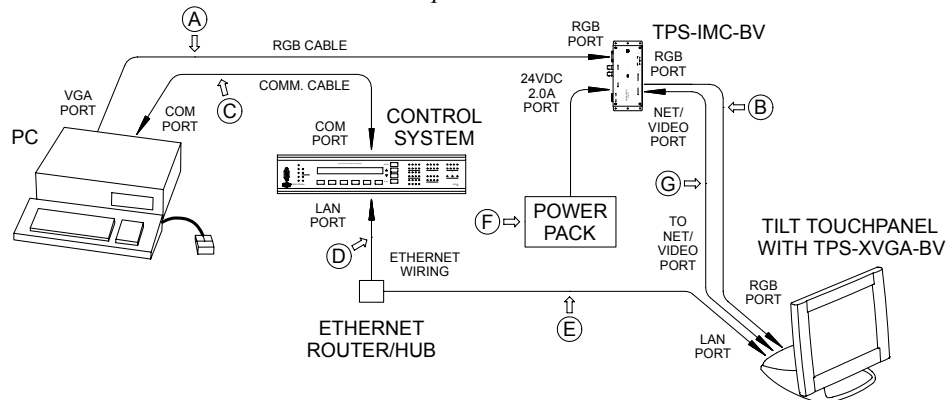 A
RGB CABLE
RGB
PORT
TPS-IMC-BV
RGB
PORT
COMM. CABLE
C
24VDC
2.0A
PORT
B
VGA
PORT
COM
PORT
PC
CONTROL
SYSTEM
COM
PORT
NET/
VIDEO
PORT
G
LAN
PORT
F
POWER
PACK
D
ETHERNET
WIRING
TO
NET/
VIDEO
PORT
TILT TOUCHPANEL
WITH TPS-XVGA-BV
RGB
PORT
E
ETHERNET
ROUTER/HUB
LAN
PORT